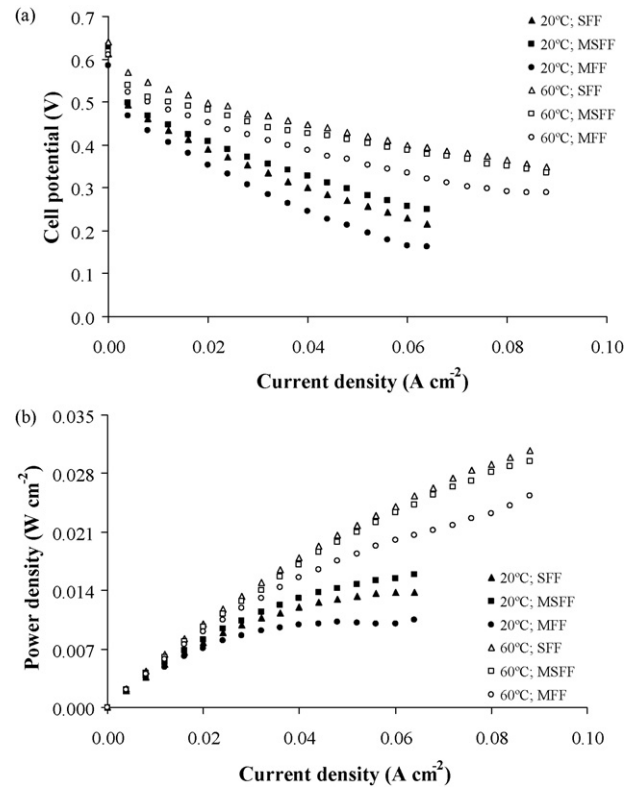 (a)
0.7
0.6
0.5
0.4
0.3
0.2
0.1
0.0
Cell potential (V)
20ºC; SFF
20ºC; MSFF
20ºC; MFF
60ºC; SFF
60ºC; MSFF
60ºC; MFF
0.00 0.02 0.04 0.06 0.08 0.10
Current density (A cm⁻²)
(b)
0.035
0.028
0.021
0.014
0.007
0.000
Power density (W cm⁻²)
20ºC; SFF
20ºC; MSFF
20ºC; MFF
60ºC; SFF
60ºC; MSFF
60ºC; MFF
0.00 0.02 0.04 0.06 0.08 0.10
Current density (A cm⁻²)